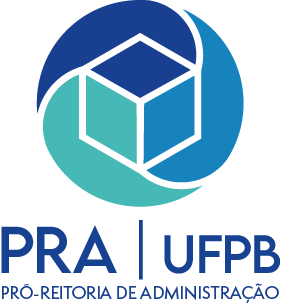 PRA | UFPB
PRÓ-REITORIA DE ADMINISTRAÇÃO